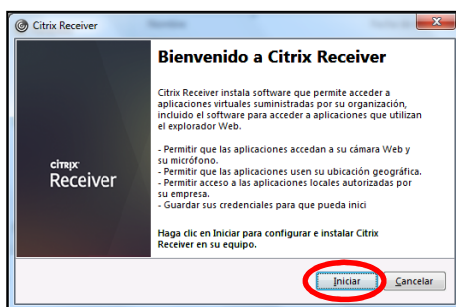 Citrix Receiver
Bienvenido a Citrix Receiver
Citrix Receiver instala software que permite acceder a
aplicaciones virtuales suministradas por su organización,
incluido el software para acceder a aplicaciones que utilizan
el explorador Web.
- Permitir que las aplicaciones accedan a su cámara Web y
su micrófono.
- Permitir que las aplicaciones usen su ubicación geográfica.
- Permitir acceso a las aplicaciones locales autorizadas por
su empresa.
- Guardar sus credenciales para que pueda inici
CITRIX
Receiver
Haga clic en Iniciar para configurar e instalar Citrix
Receiver en su equipo.
Iniciar
Cancelar